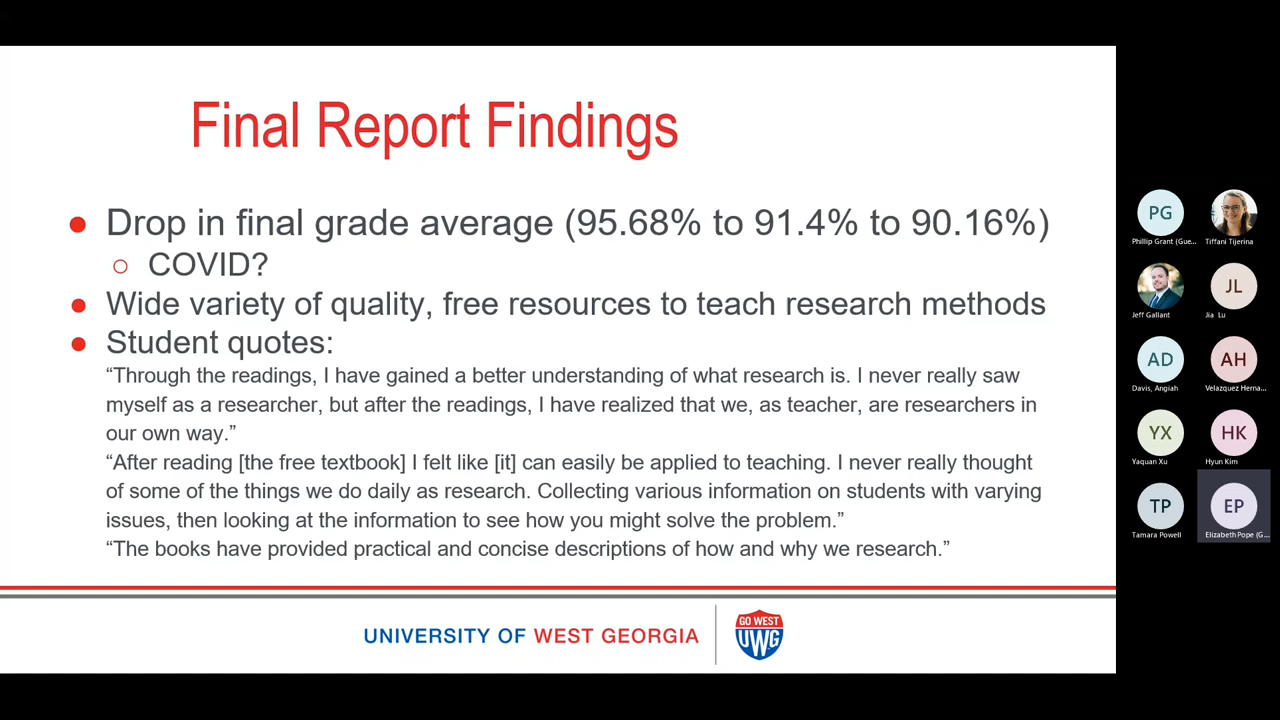 Final Report Findings
● Drop in final grade average (95.68% to 91.4% to 90.16%)
○ COVID?
● Wide variety of quality, free resources to teach research methods
● Student quotes:
“Through the readings, I have gained a better understanding of what research is. I never really saw
myself as a researcher, but after the readings, I have realized that we, as teacher, are researchers in
our own way.”
“After reading [the free textbook] I felt like [it] can easily be applied to teaching. I never really thought
of some of the things we do daily as research. Collecting various information on students with varying
issues, then looking at the information to see how you might solve the problem.”
“The books have provided practical and concise descriptions of how and why we research.”
UNIVERSITY OF WEST GEORGIA
GO WEST
UWG
PG
Phillip Grant (Gue...
Tiffani Tijerina
Jeff Gallant
JL
Jia Lu
AD
Davis, Angiah
AH
Velazquez Herna...
YX
Yaquan Xu
HK
Hyun Kim
TP
Tamara Powell
EP
Elizabeth Pope (G...